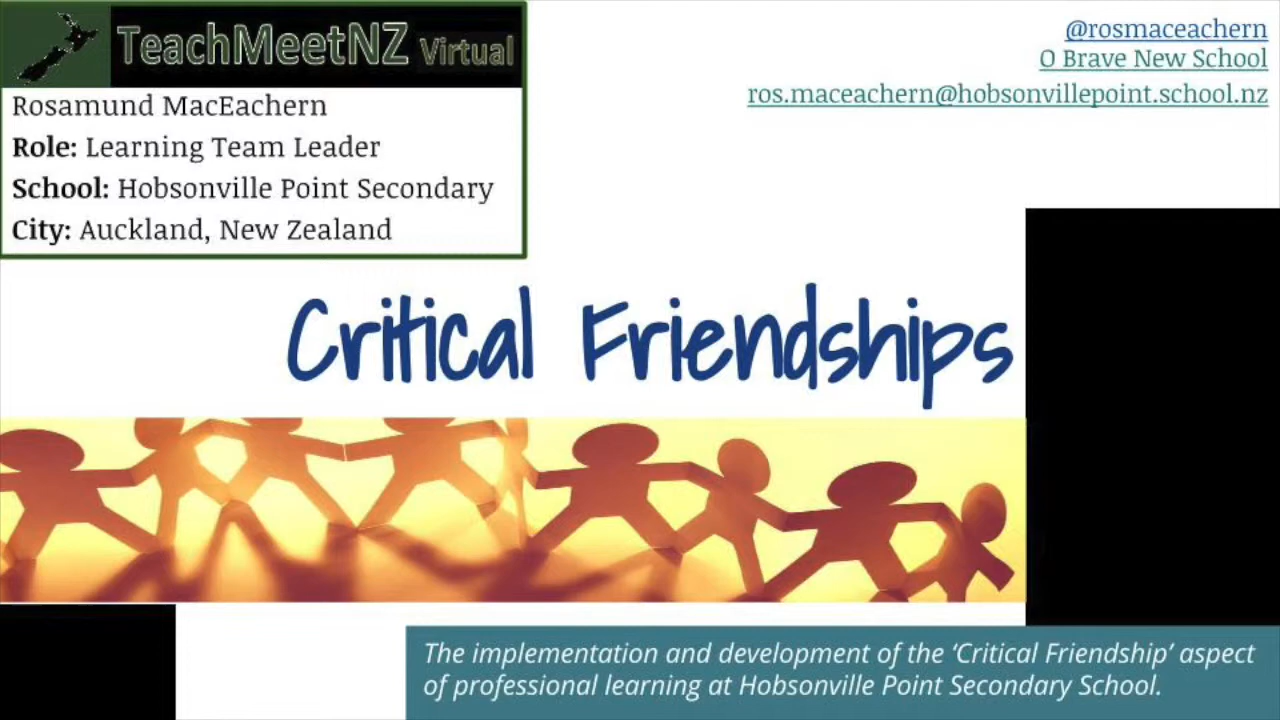 TeachMeetNZ Virtual
Rosamund MacEachern
Role: Learning Team Leader
School: Hobsonville Point Secondary
City: Auckland, New Zealand
@rosmaceachern
O Brave New School
ros.maceachern@hobsonvillepoint.school.nz
Critical Friendships
The implementation and development of the ‘Critical Friendship’ aspect
of professional learning at Hobsonville Point Secondary School.